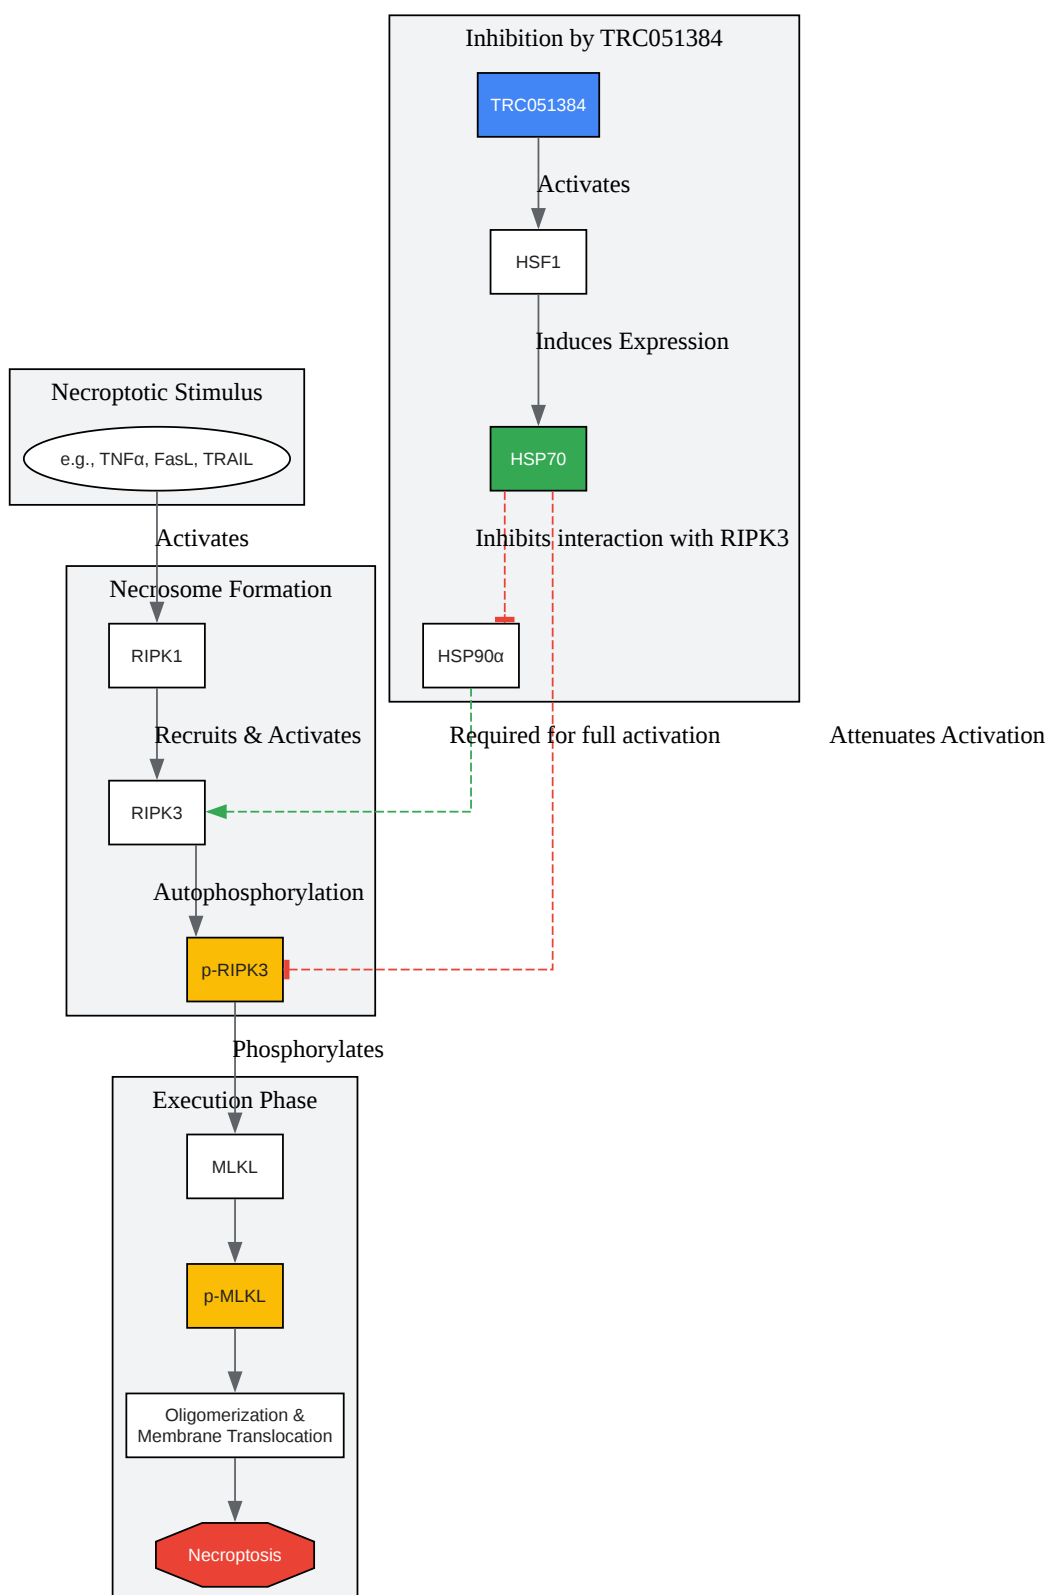 Inhibition by TRC051384
TRC051384
Activates
HSF1
Induces Expression
Necroptotic Stimulus
e.g., TNFα, FasL, TRAIL
HSP70
Activates
Inhibits interaction with RIPK3
Necrosome Formation
RIPK1
HSP90α
Recruits & Activates
Required for full activation
Attenuates Activation
RIPK3
Autophosphorylation
p-RIPK3
Phosphorylates
Execution Phase
MLKL
p-MLKL
Oligomerization &
Membrane Translocation
Necroptosis